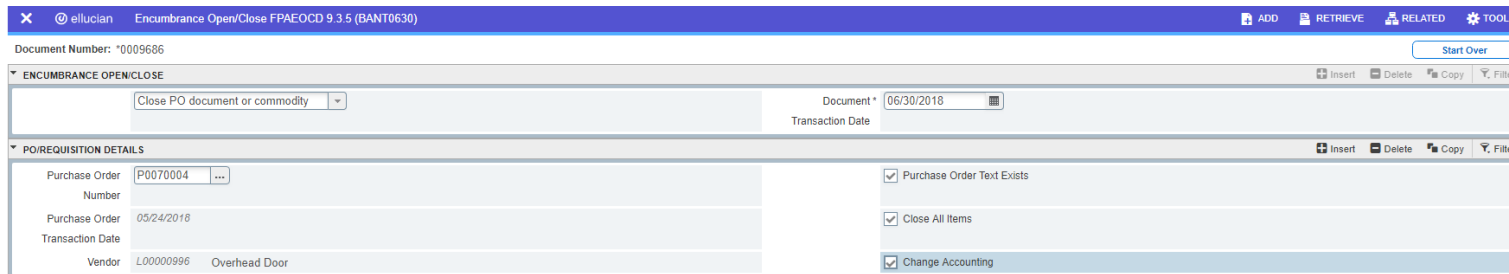 ellucian Encumbrance Open/Close FPAEOCD 9.3.5 (BANT0630) ADD RETRIEVE RELATED TOOL
Document Number: *0009686 Start Over
ENCUMBRANCE OPEN/CLOSE Insert Delete Copy Filte
Close PO document or commodity Document * 06/30/2018
Transaction Date
PO/REQUISITION DETAILS Insert Delete Copy Filte
Purchase Order P0070004 ... Purchase Order Text Exists
Number
Purchase Order 05/24/2018 Close All Items
Transaction Date
Vendor L00000996 Overhead Door Change Accounting